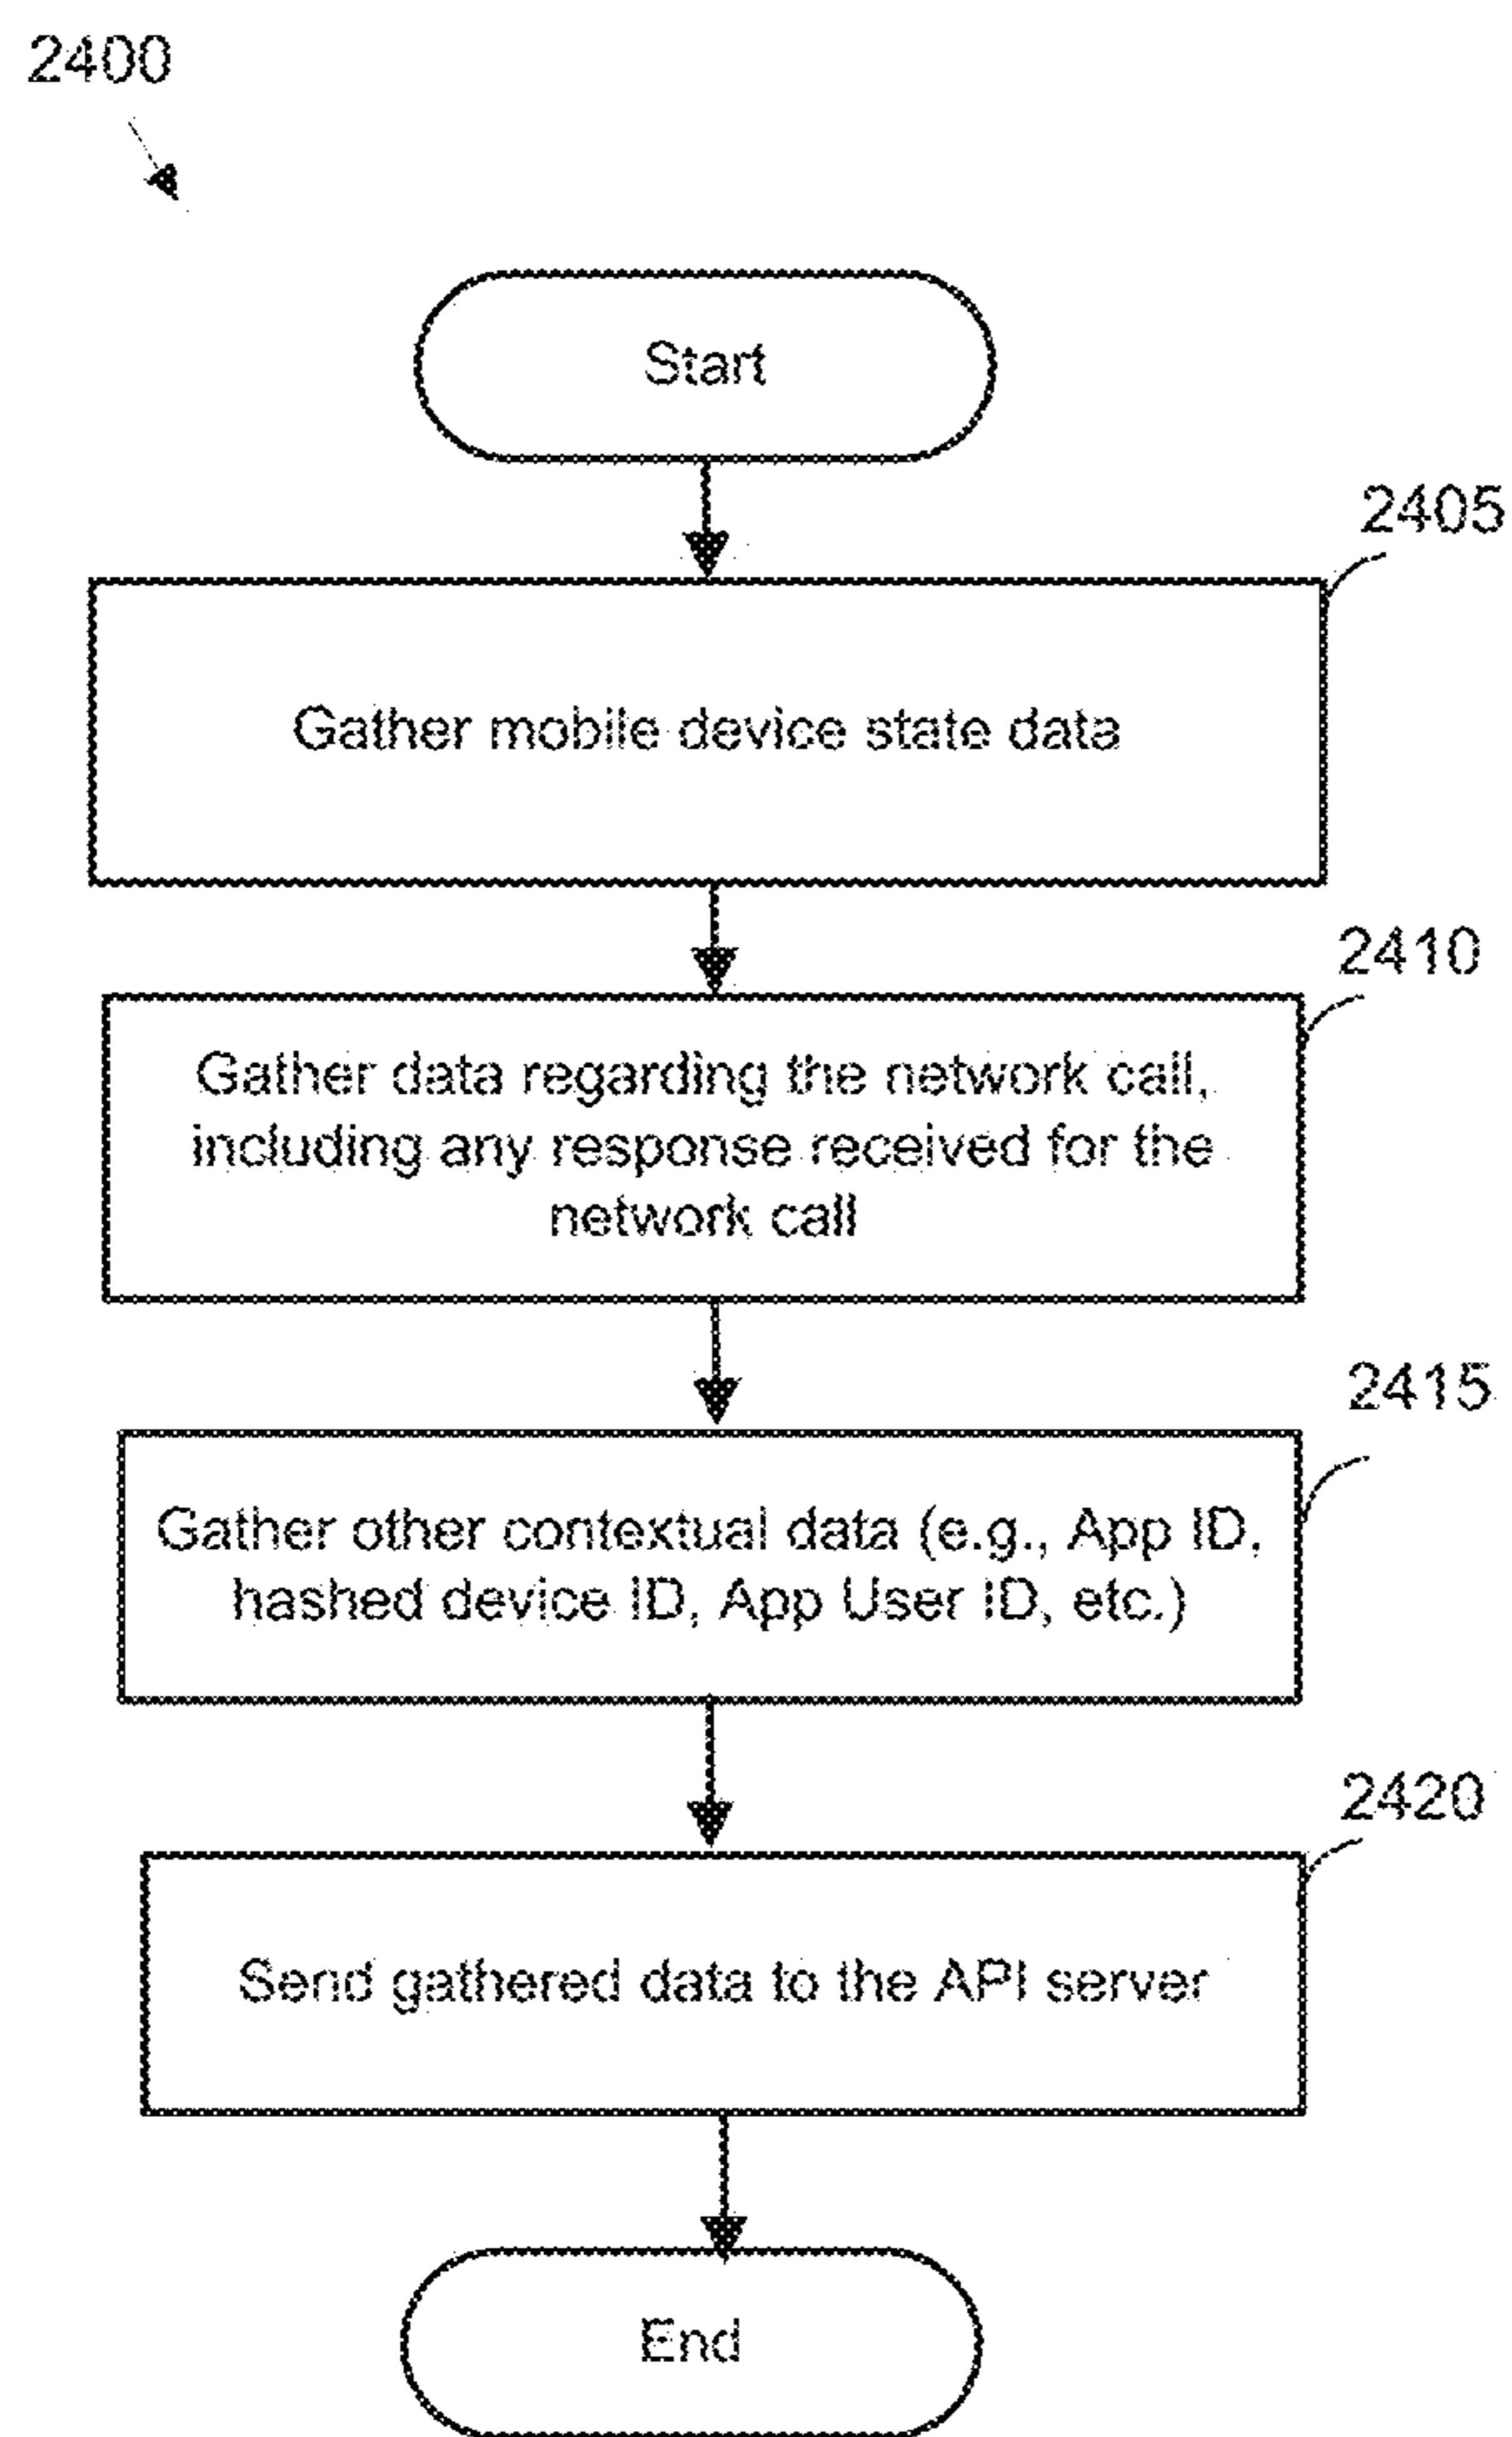 2400
Start
2405
Gather mobile device state data
2410
Gather data regarding the network call,
including any response received for the
network call
2415
Gather other contextual data (e.g., App ID,
hashed device ID, App User ID, etc.)
2420
Send gathered data to the API server
End